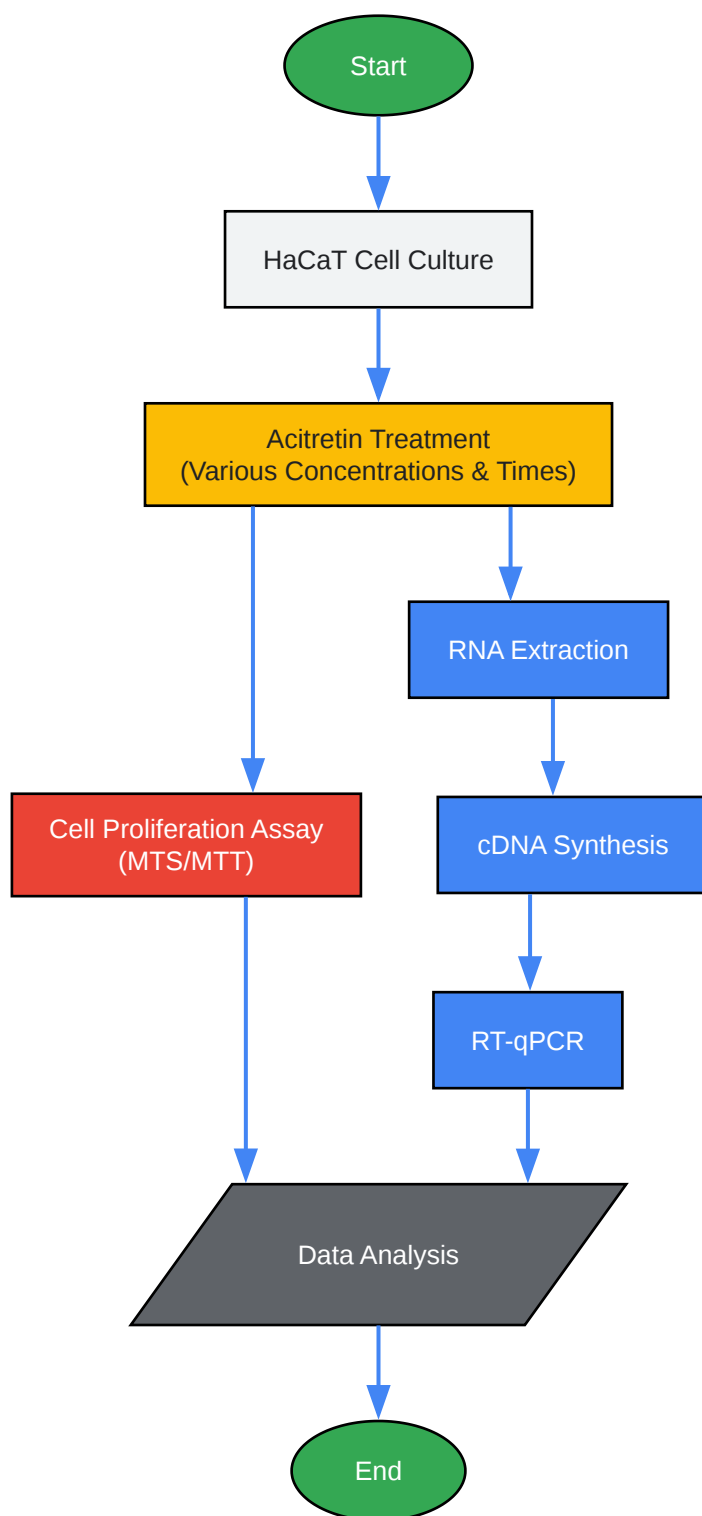 Start
HaCaT Cell Culture
Acitretin Treatment
(Various Concentrations & Times)
RNA Extraction
Cell Proliferation Assay
(MTS/MTT)
cDNA Synthesis
RT-qPCR
Data Analysis
End